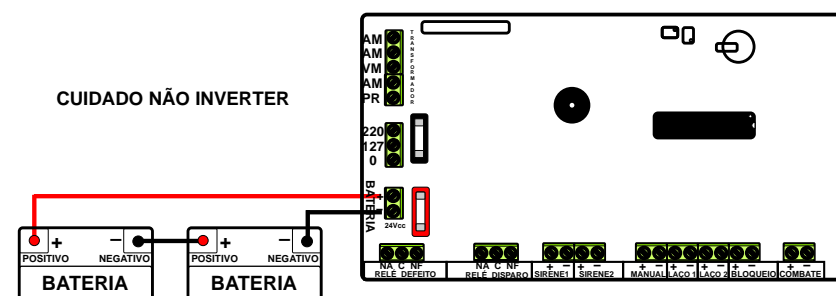 AM
AM
VM
AM
PR
TRANSFORMADOR
CUIDADO NÃO INVERTER
220
127
0
BATERIA
+
–
24Vcc
+ –
POSITIVO NEGATIVO
BATERIA
+ –
POSITIVO NEGATIVO
BATERIA
NA C NF
RELÊ DEFEITO
NA C NF
RELÊ DISPARO
+ – + –
SIRENE1 SIRENE2
+ – + – + – + – + –
MANUAL LAÇO 1 LAÇO 2 BLOQUEIO COMBATE